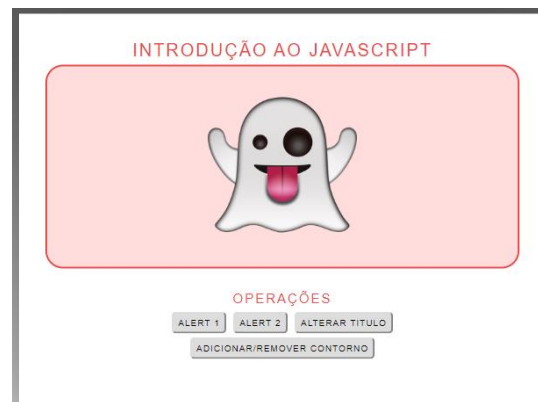 INTRODUÇÃO AO JAVASCRIPT
OPERAÇÕES
ALERT 1 ALERT 2 ALTERAR TITULO
ADICIONAR/REMOVER CONTORNO